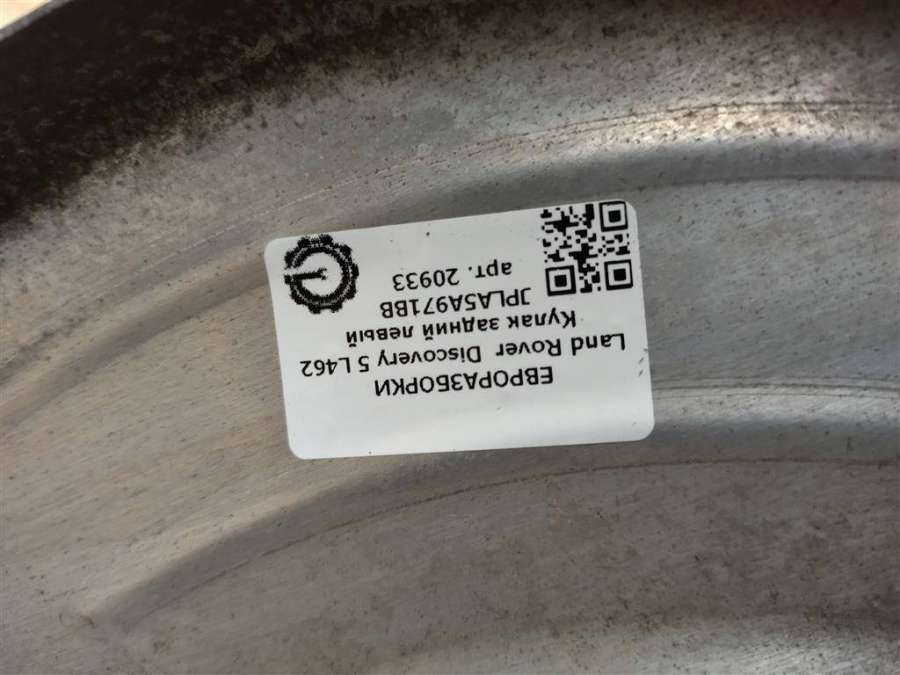 ЕВРОРАЗБОРКИ
Land Rover Discovery 5 L462
Кулак задний левый
JPLA5A971BB
арт. 20933